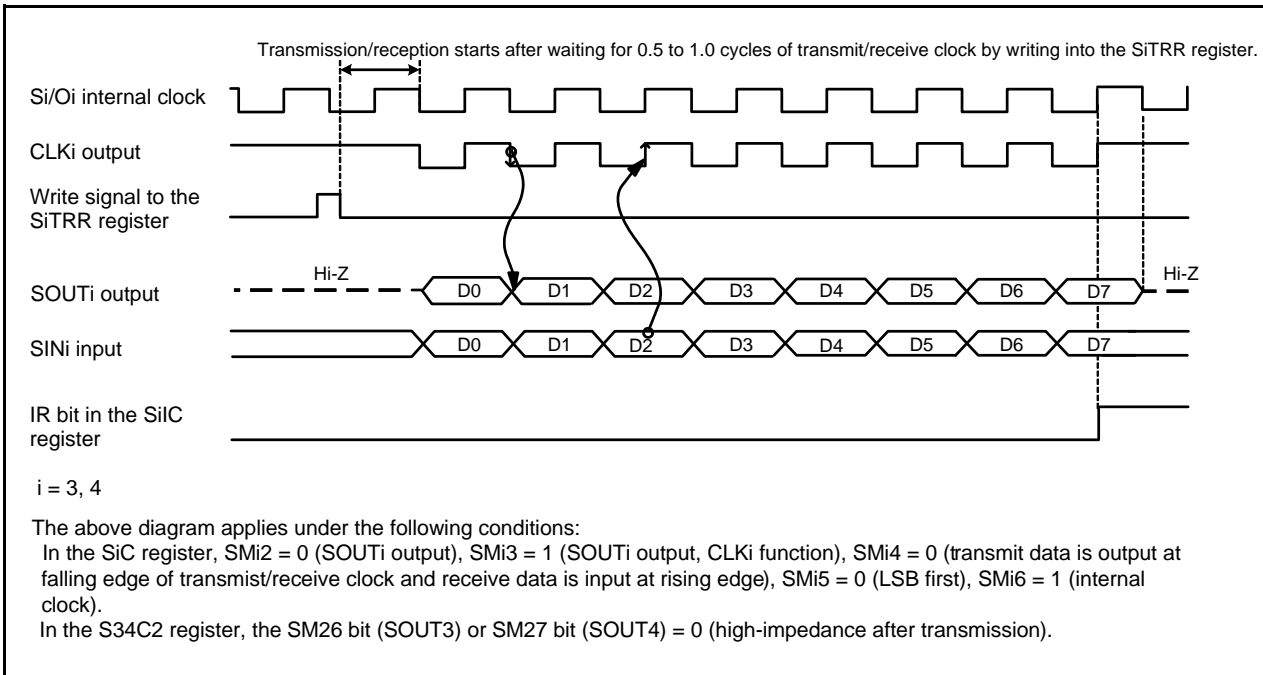 Transmission/reception starts after waiting for 0.5 to 1.0 cycles of transmit/receive clock by writing into the SiTRR register.
Si/Oi internal clock
CLKi output
Write signal to the
SiTRR register
Hi-Z
Hi-Z
SOUTi output
D0 D1 D2 D3 D4 D5 D6 D7
SINi input
D0 D1 D2 D3 D4 D5 D6 D7
IR bit in the SiIC
register
i = 3, 4
The above diagram applies under the following conditions:
In the SiC register, SMi2 = 0 (SOUTi output), SMi3 = 1 (SOUTi output, CLKi function), SMi4 = 0 (transmit data is output at
falling edge of transmist/receive clock and receive data is input at rising edge), SMi5 = 0 (LSB first), SMi6 = 1 (internal
clock).
In the S34C2 register, the SM26 bit (SOUT3) or SM27 bit (SOUT4) = 0 (high-impedance after transmission).